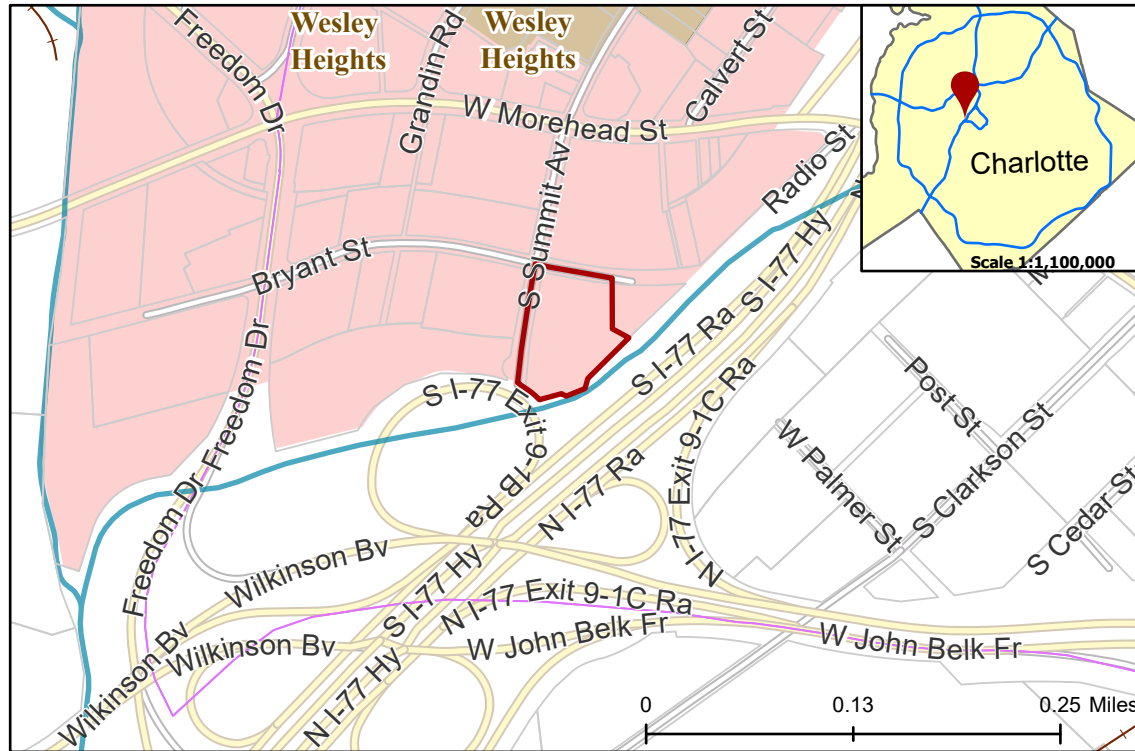 Wesley
Heights
Wesley
Heights
Freedom Dr
Grandin Rd
Calvert St
W Morehead St
S Summit Av
Radio St
Charlotte
Scale 1:1,100,000
Bryant St
S I-77 Hy
S I-77 Ra
Freedom Dr
S I-77 Exit 9-1B Ra
N I-77 Exit 9-1C Ra
Post St
W Palmer St
S Clarkson St
S Cedar St
N I-77 Ra
Freedom Dr
Wilkinson Bv
S I-77 Hy
N I-77 Exit 9-1C Ra
W John Belk Fr
W John Belk Fr
Wilkinson Bv
Wilkinson Bv
N I-77 Hy
0
0.13
0.25 Miles